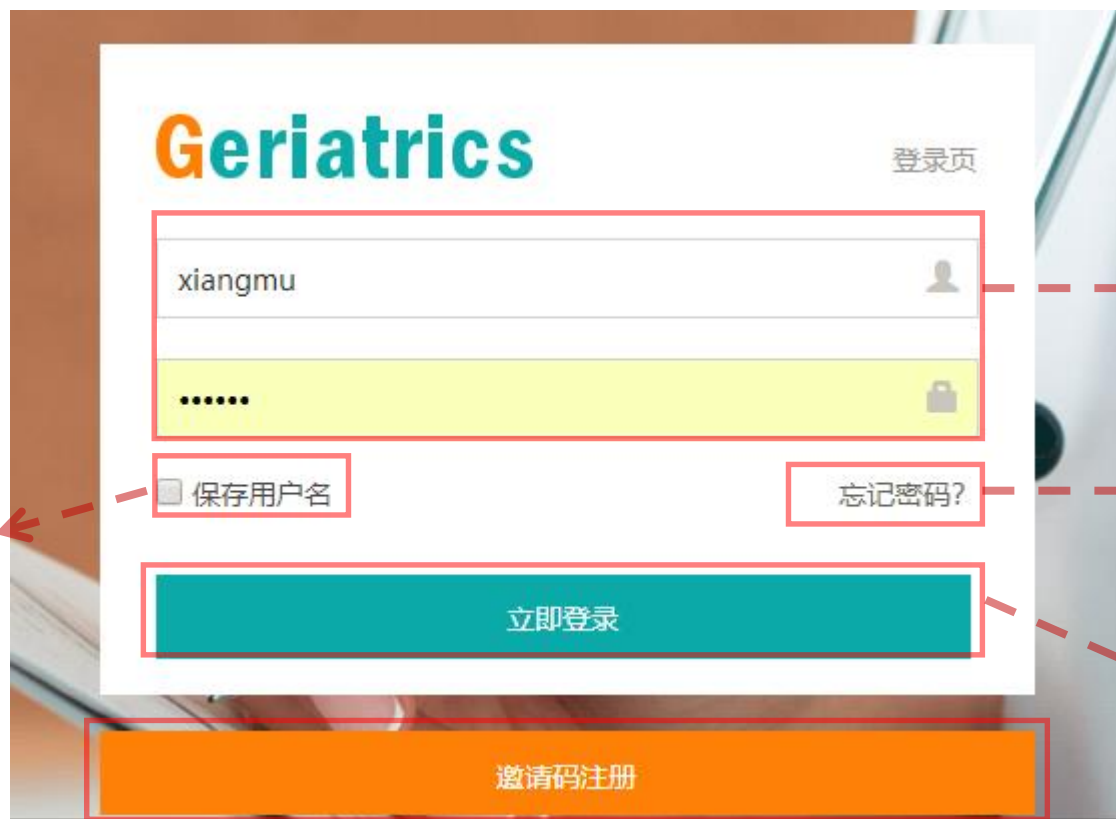 Geriatrics
登录页
xiangmu
••••••
保存用户名
忘记密码?
立即登录
邀请码注册